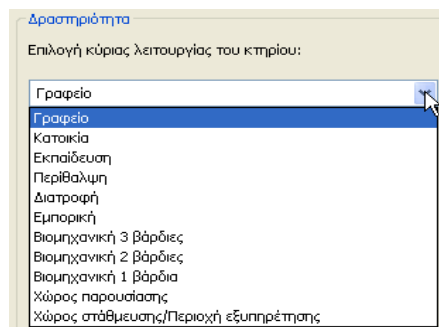 Δραστηριότητα
Επιλογή κύριας λειτουργίας του κτηρίου:
Γραφείο
Γραφείο
Κατοικία
Εκπαίδευση
Περίθαλψη
Διατροφή
Εμπορική
Βιομηχανική 3 βάρδιες
Βιομηχανική 2 βάρδιες
Βιομηχανική 1 βάρδια
Χώρος παρουσίασης
Χώρος στάθμευσης/Περιοχή εξυπηρέτησης